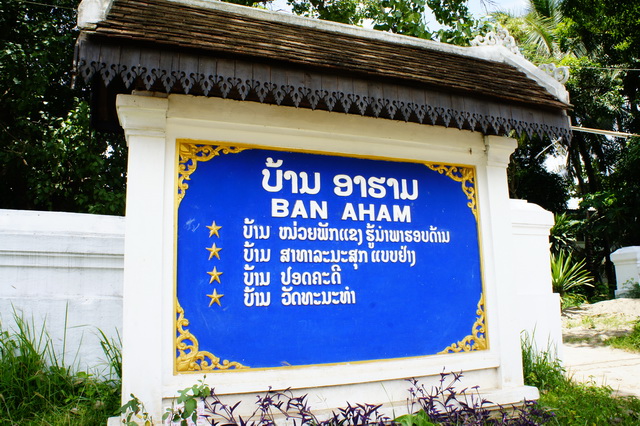 ບ້ານ ອາຮາມ
BAN AHAM
ບ້ານ ໜ່ວຍພັກແຂງ ຮູ້ນຳພາຮອບດ້ານ
ບ້ານ ສາທາລະນະສຸກ ແບບຢ່າງ
ບ້ານ ປອດຄະດີ
ບ້ານ ວັດທະນະທຳ